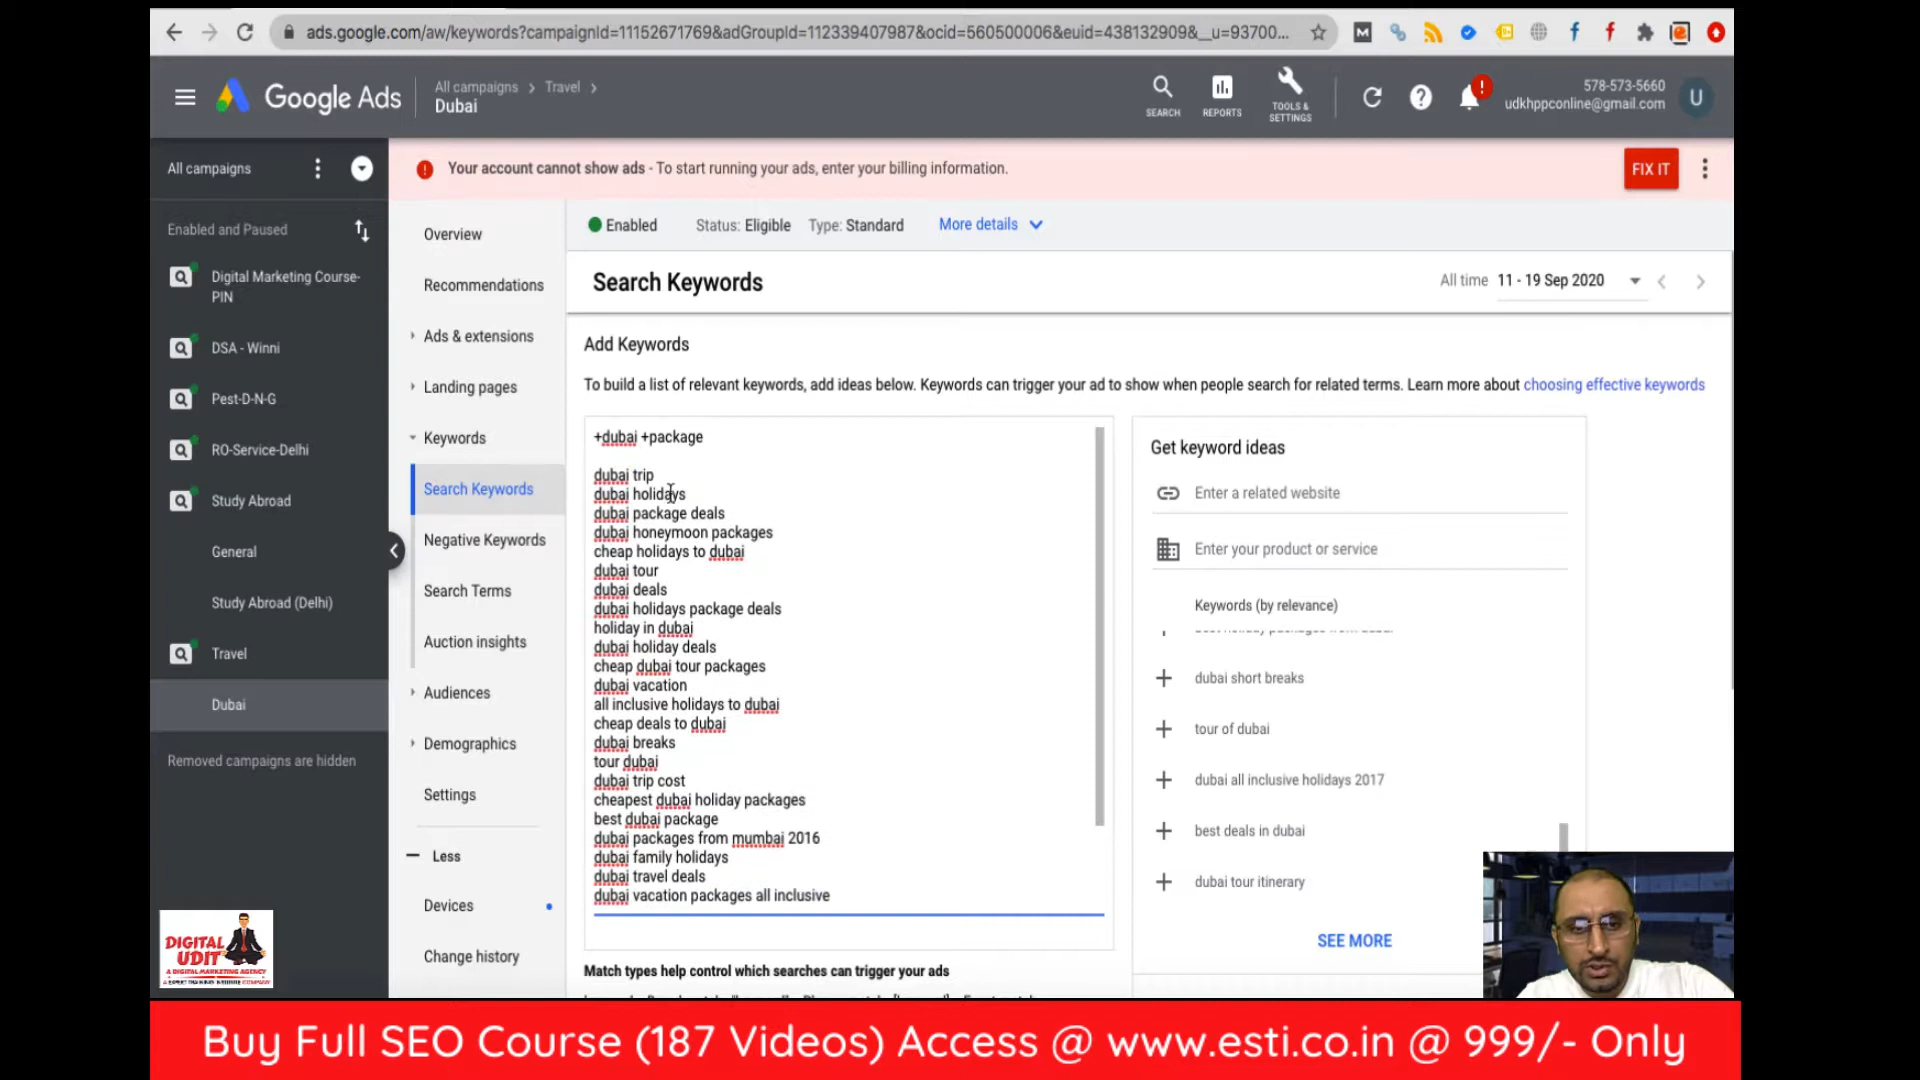 ads.google.com/aw/keywords?campaignId=11152671769&adGroupId=112339407987&ocid=560500006&euid=438132909&__u=93700...
Google Ads
All campaigns > Travel >
Dubai
SEARCH
REPORTS
TOOLS &
SETTINGS
578-573-5660
udkhppconline@gmail.com
U
All campaigns
Your account cannot show ads - To start running your ads, enter your billing information.
FIX IT
Enabled and Paused
Digital Marketing Course-
PIN
DSA - Winni
Pest-D-N-G
RO-Service-Delhi
Study Abroad
General
Study Abroad (Delhi)
Travel
Dubai
Removed campaigns are hidden
DIGITAL
UDIT
A DIGITAL MARKETING AGENCY
Overview
Recommendations
Ads & extensions
Landing pages
Keywords
Search Keywords
Negative Keywords
Search Terms
Auction insights
Audiences
Demographics
Settings
Less
Devices
Change history
Enabled Status: Eligible Type: Standard More details
Search Keywords
All time 11 - 19 Sep 2020
Add Keywords
To build a list of relevant keywords, add ideas below. Keywords can trigger your ad to show when people search for related terms. Learn more about choosing effective keywords
+dubai +package
dubai trip
dubai holidays
dubai package deals
dubai honeymoon packages
cheap holidays to dubai
dubai tour
dubai deals
dubai holidays package deals
holiday in dubai
dubai holiday deals
cheap dubai tour packages
dubai vacation
all inclusive holidays to dubai
cheap deals to dubai
dubai breaks
tour dubai
dubai trip cost
cheapest dubai holiday packages
best dubai package
dubai packages from mumbai 2016
dubai family holidays
dubai travel deals
dubai vacation packages all inclusive
Match types help control which searches can trigger your ads
Get keyword ideas
Enter a related website
Enter your product or service
Keywords (by relevance)
dubai short breaks
tour of dubai
dubai all inclusive holidays 2017
best deals in dubai
dubai tour itinerary
SEE MORE
Buy Full SEO Course (187 Videos) Access @ www.esti.co.in @ 999/- Only